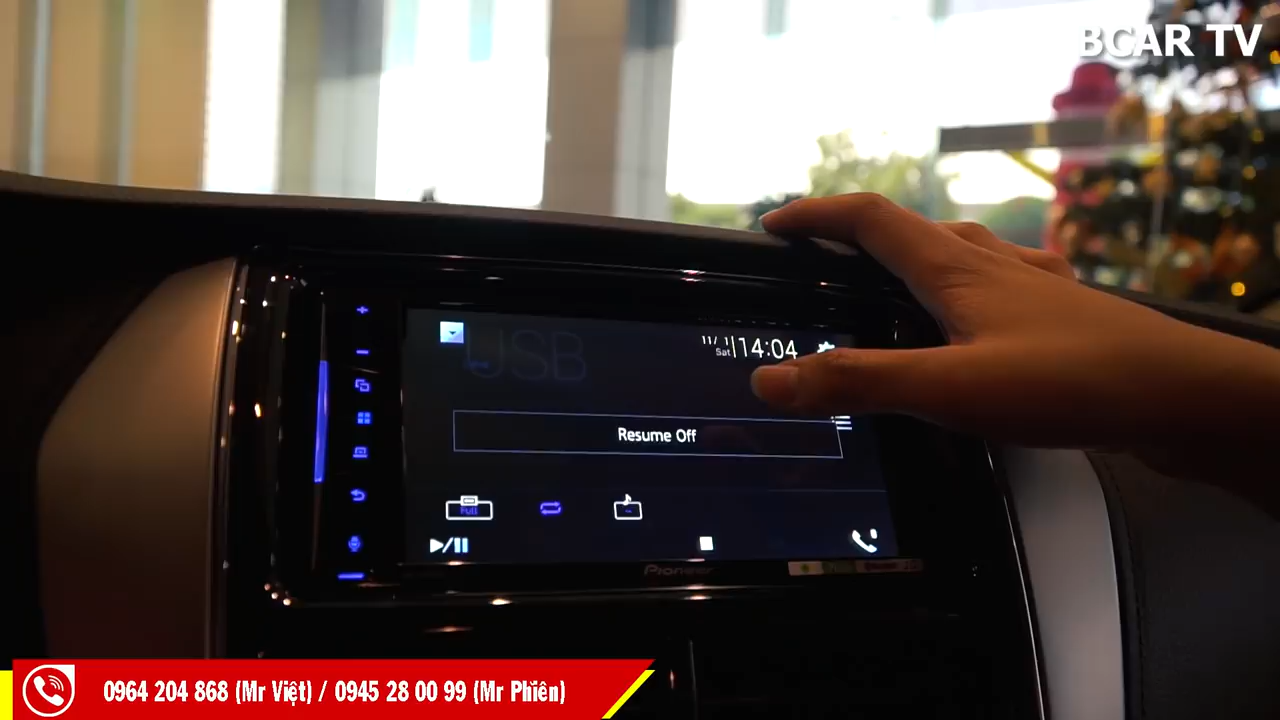 BCAR TV
USB
Sat 14:04
Resume Off
Full
Pioneer
0964 204 868 (Mr Việt) / 0945 28 00 99 (Mr Phiên)